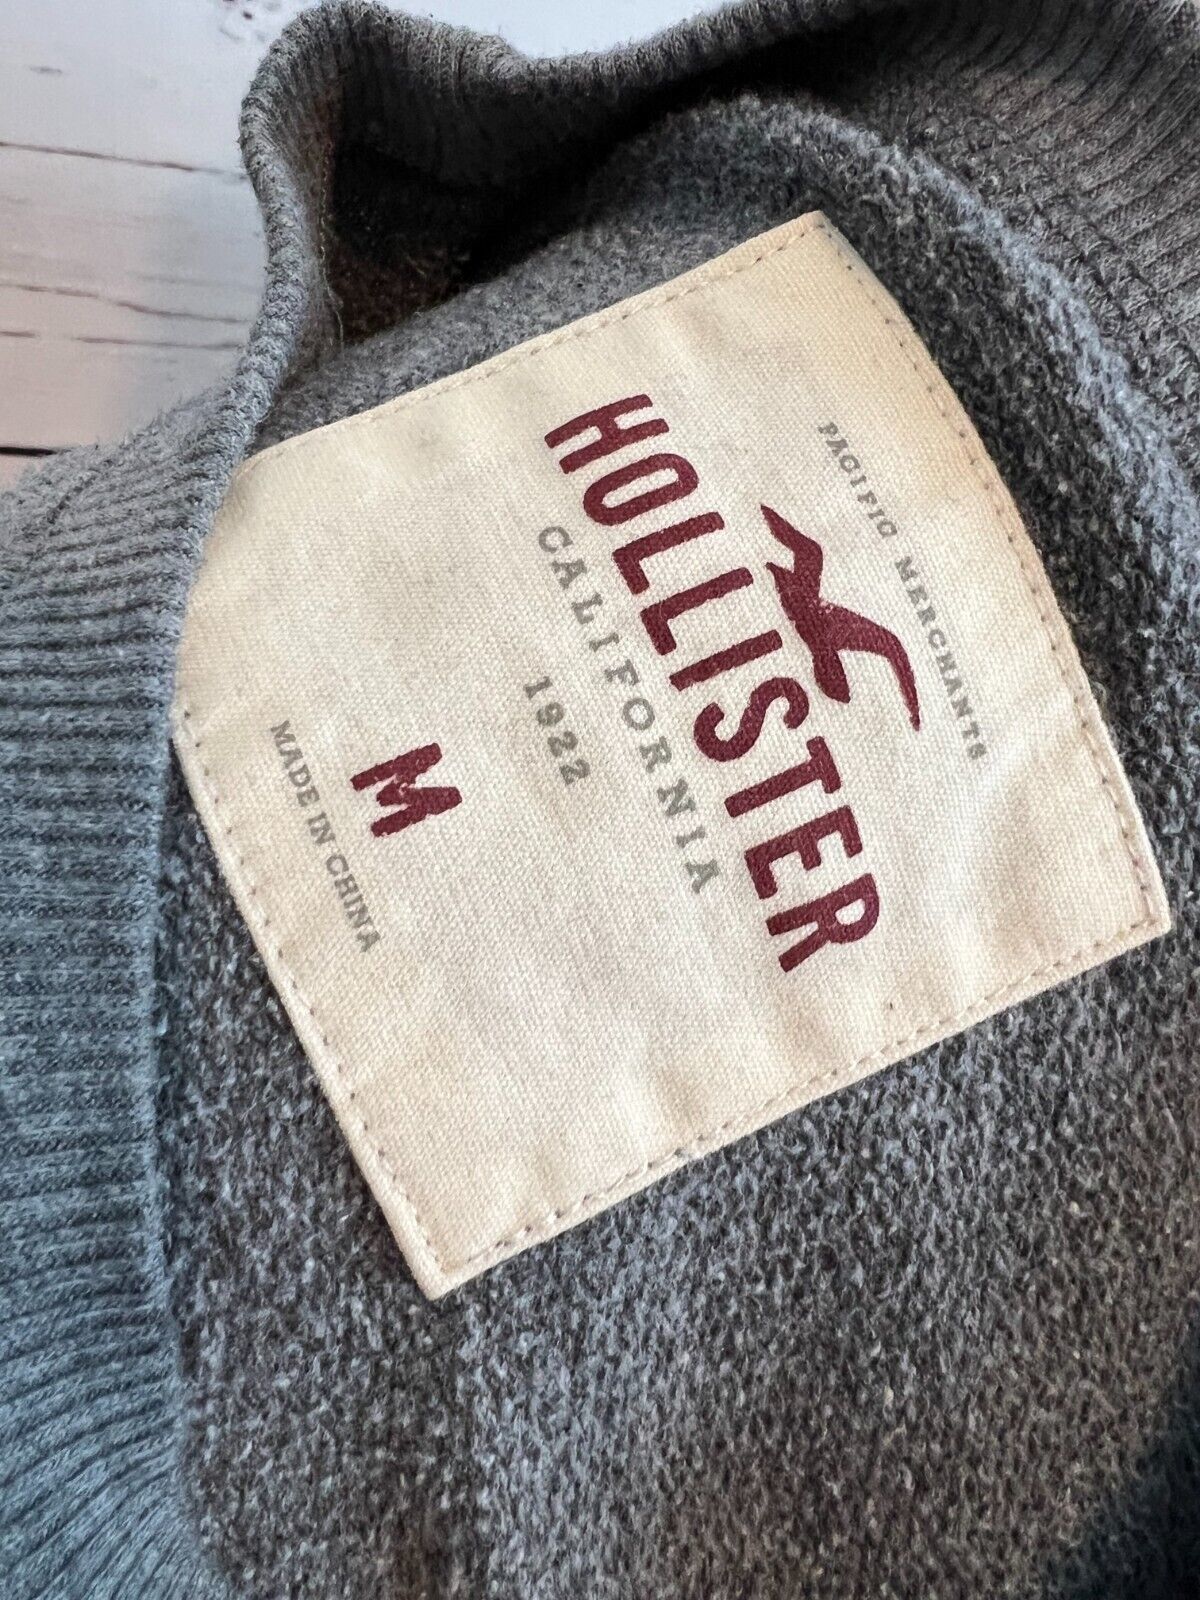 PACIFIC MERCHANTS
HOLLISTER
CALIFORNIA
1922
M
MADE IN CHINA